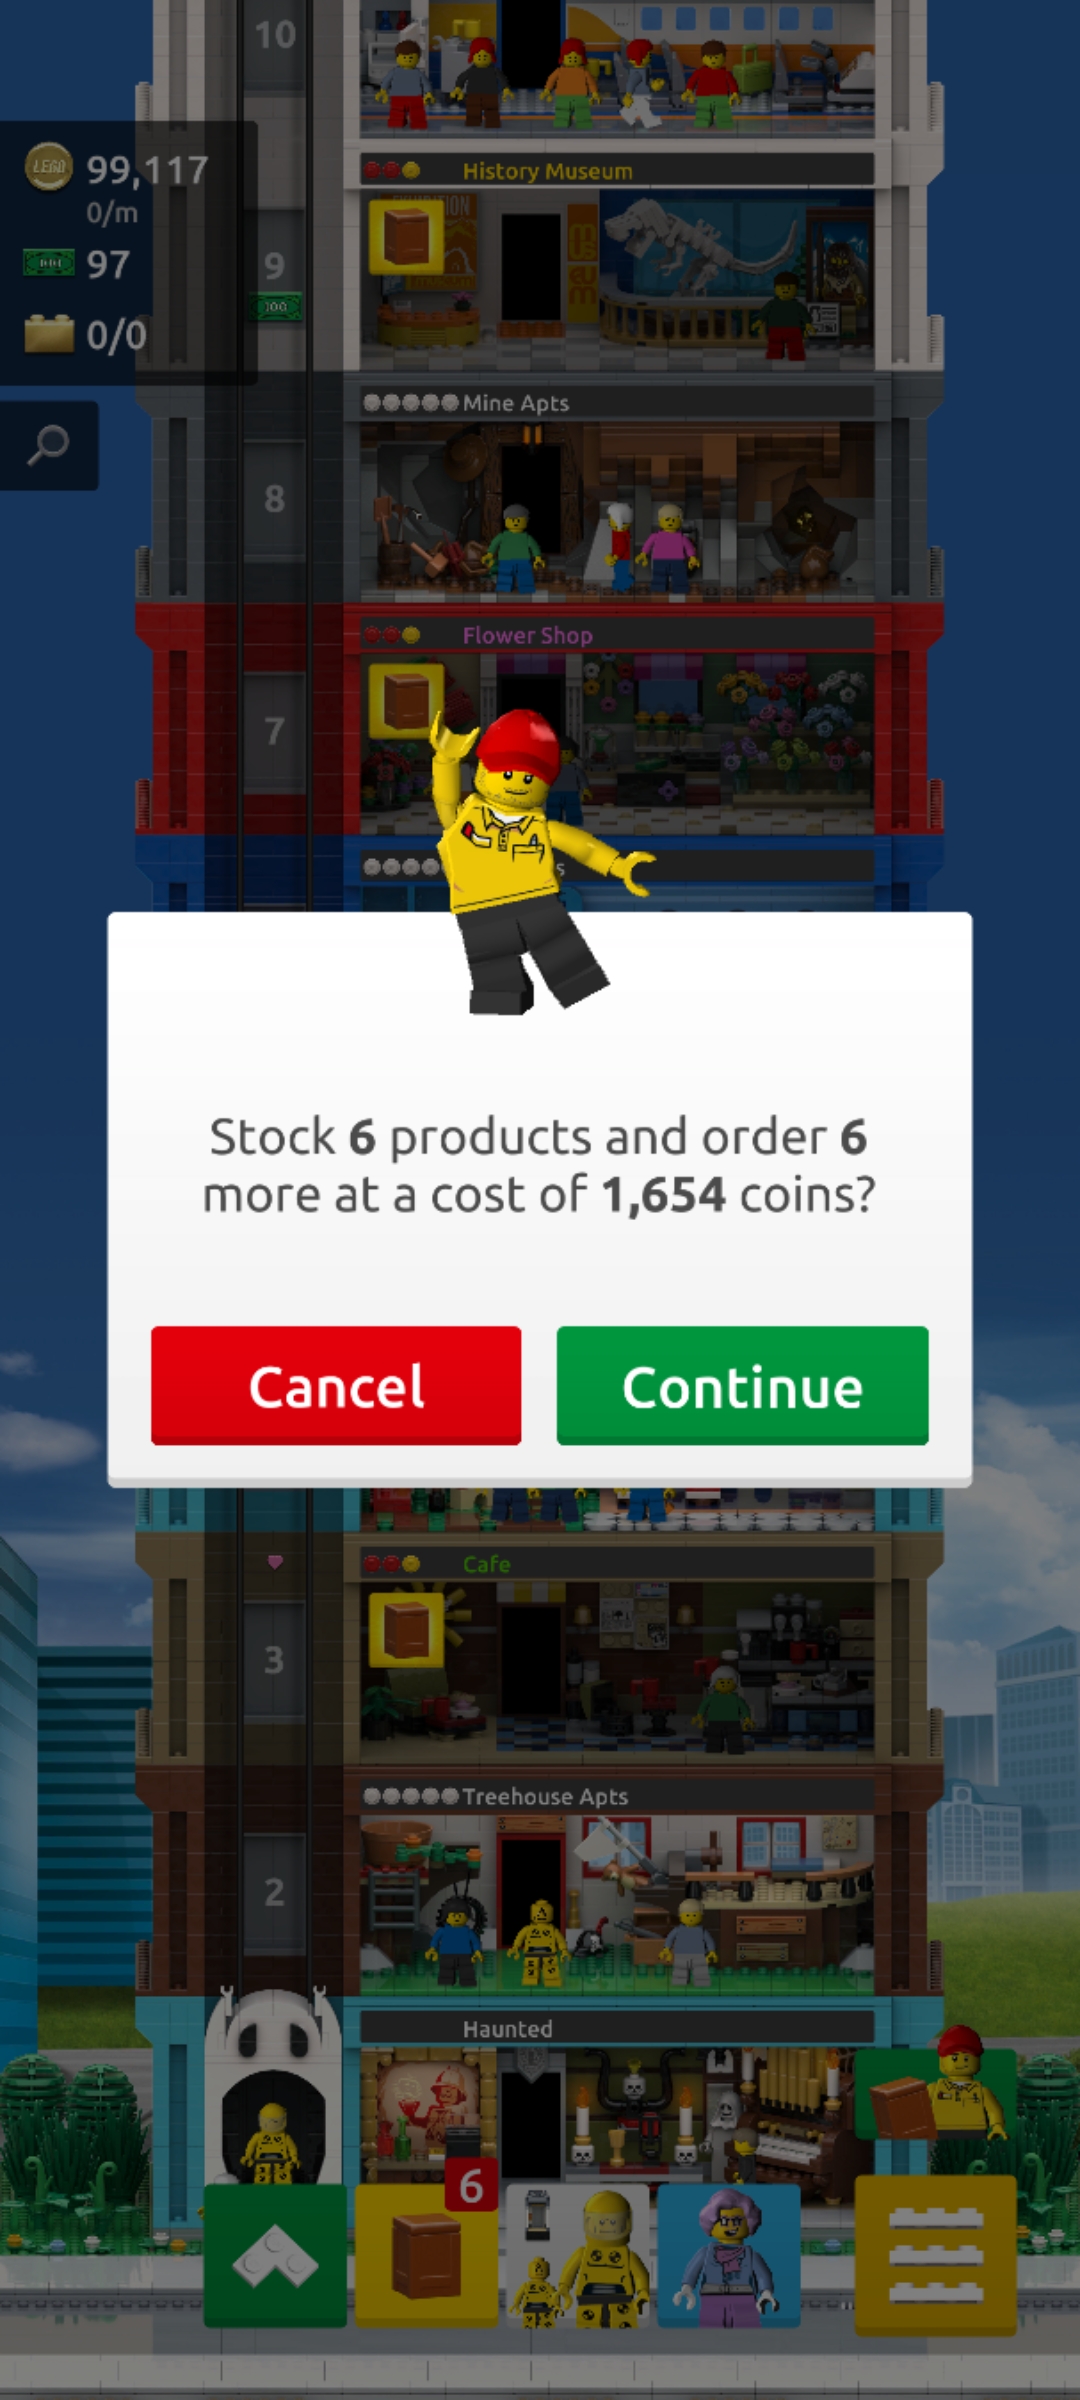 10
LEGO 99,117
0/m
History Museum
97
9
100
0/0
Mine Apts
8
Flower Shop
7
Stock 6 products and order 6
more at a cost of 1,654 coins?
Cancel
Continue
Cafe
3
Treehouse Apts
2
Haunted
6